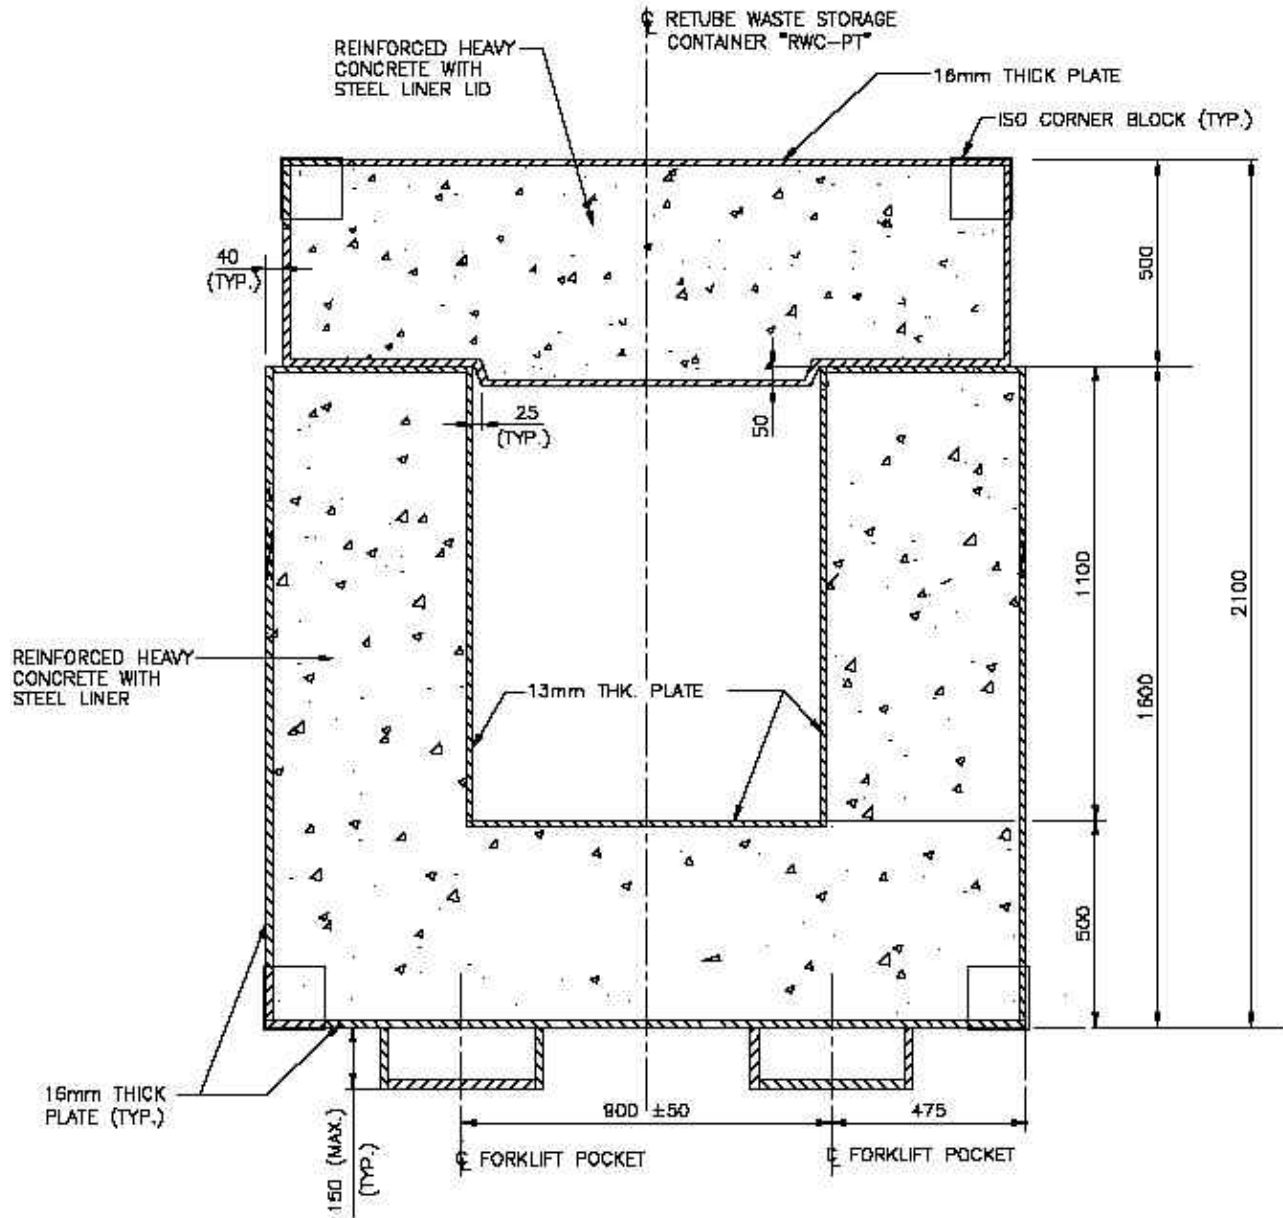 ℄ RETUBE WASTE STORAGE
CONTAINER "RWC-PT"
REINFORCED HEAVY
CONCRETE WITH
STEEL LINER LID
16mm THICK PLATE
ISO CORNER BLOCK (TYP.)
40
(TYP.)
500
25
(TYP.)
50
1100
1600
2100
REINFORCED HEAVY
CONCRETE WITH
STEEL LINER
13mm THK. PLATE
500
16mm THICK
PLATE (TYP.)
150 (MAX.)
(TYP.)
900 ±50
475
℄ FORKLIFT POCKET
℄ FORKLIFT POCKET